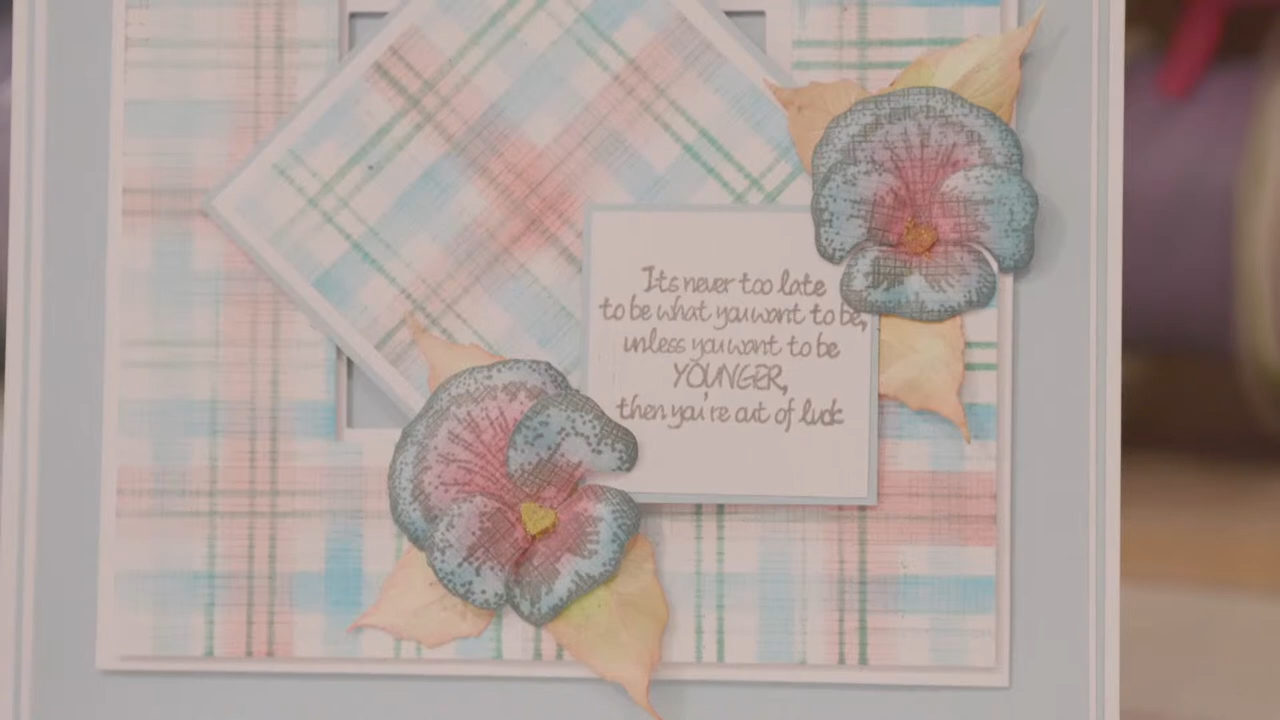 Its never too late
to be what you want to be,
unless you want to be
YOUNGER,
then you're out of luck